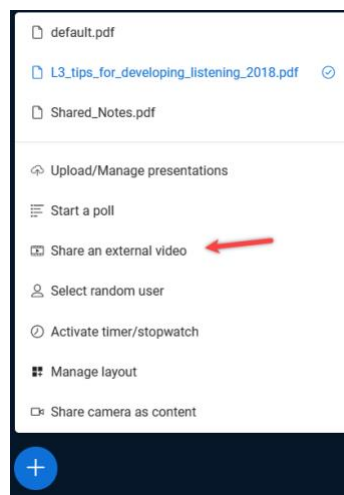 default.pdf
L3_tips_for_developing_listening_2018.pdf
Shared_Notes.pdf
Upload/Manage presentations
Start a poll
Share an external video
Select random user
Activate timer/stopwatch
Manage layout
Share camera as content